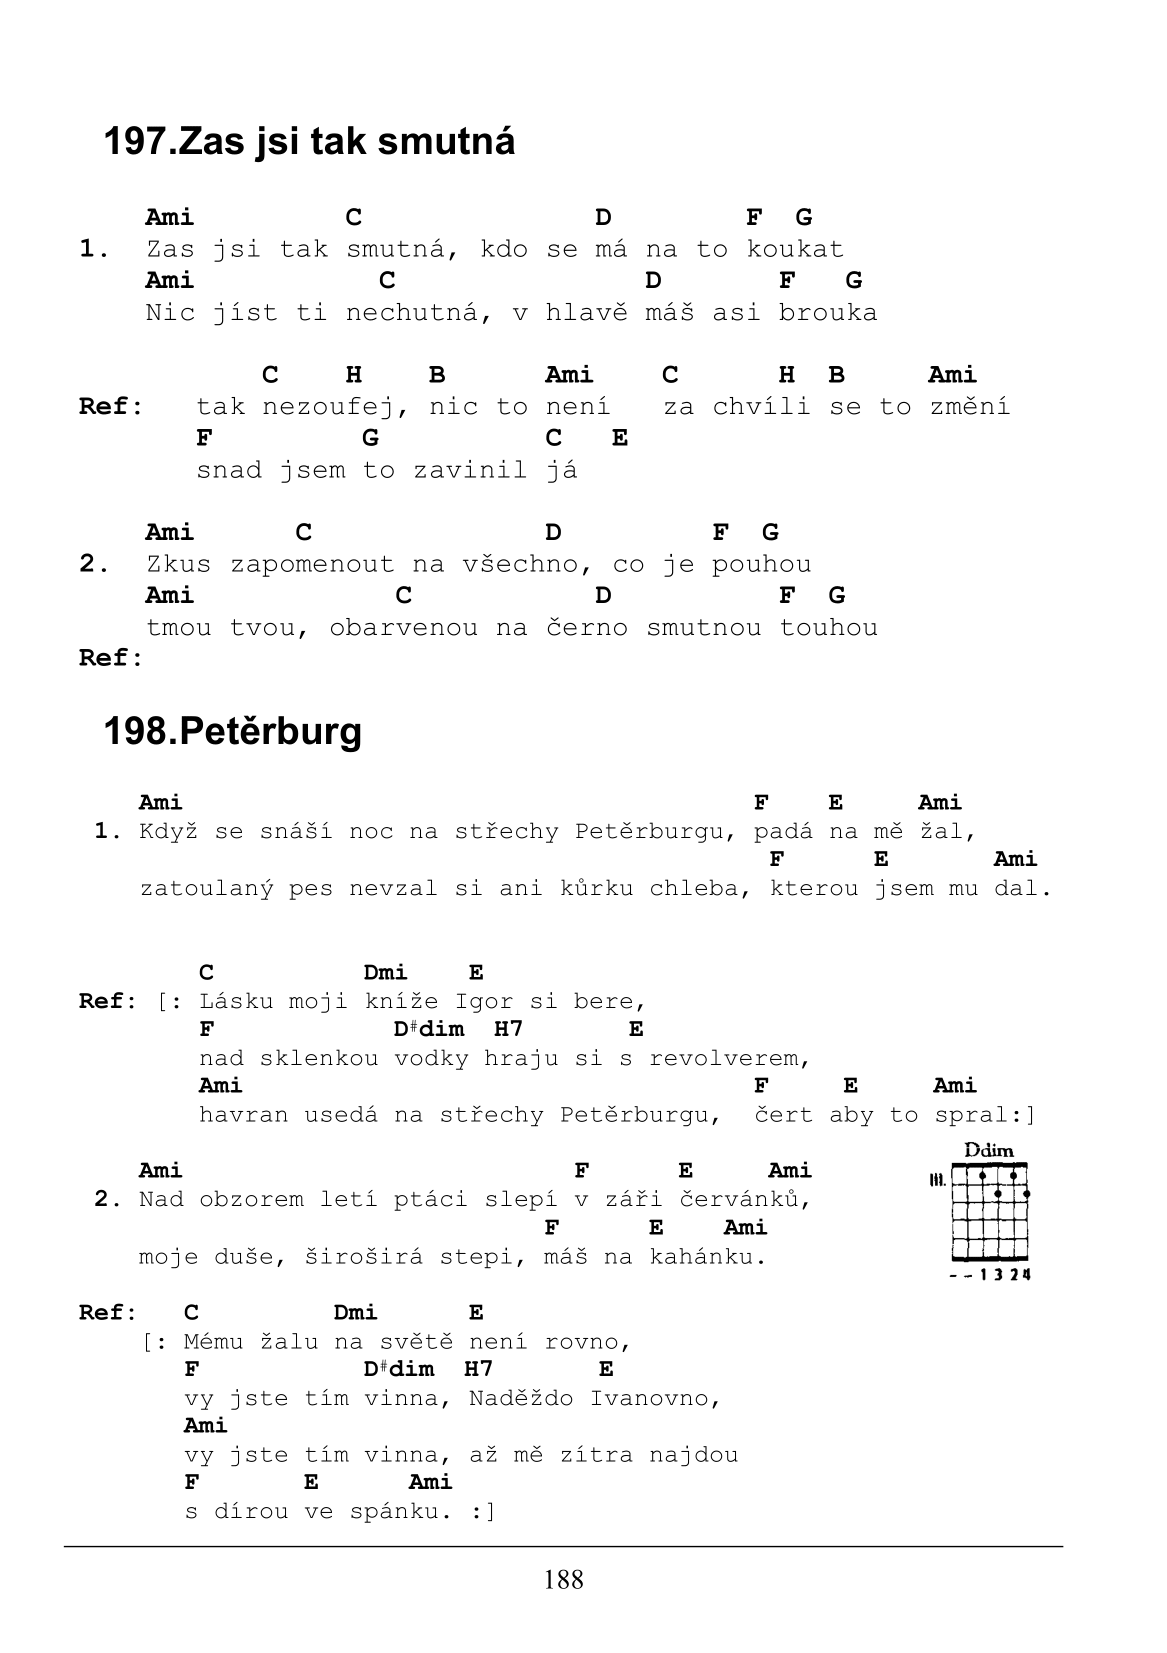 197.Zas jsi tak smutná
Ami C D F G
1. Zas jsi tak smutná, kdo se má na to koukat
Ami C D F G
Nic jíst ti nechutná, v hlavě máš asi brouka
C H B Ami C H B Ami
Ref: tak nezoufej, nic to není za chvíli se to změní
F G C E
snad jsem to zavinil já
Ami C D F G
2. Zkus zapomenout na všechno, co je pouhou
Ami C D F G
tmou tvou, obarvenou na černo smutnou touhou
Ref:
198.Petěrburg
Ami F E Ami
1. Když se snáší noc na střechy Petěrburgu, padá na mě žal,
F E Ami
zatoulaný pes nevzal si ani kůrku chleba, kterou jsem mu dal.
C Dmi E
Ref: [: Lásku moji kníže Igor si bere,
F D#dim H7 E
nad sklenkou vodky hraju si s revolverem,
Ami F E Ami
havran usedá na střechy Petěrburgu, čert aby to spral:]
Ddim
III.
--1324
Ami F E Ami
2. Nad obzorem letí ptáci slepí v záři červánků,
F E Ami
moje duše, široširá stepi, máš na kahánku.
Ref: C Dmi E
[: Mému žalu na světě není rovno,
F D#dim H7 E
vy jste tím vinna, Naděždo Ivanovno,
Ami
vy jste tím vinna, až mě zítra najdou
F E Ami
s dírou ve spánku. :]
188